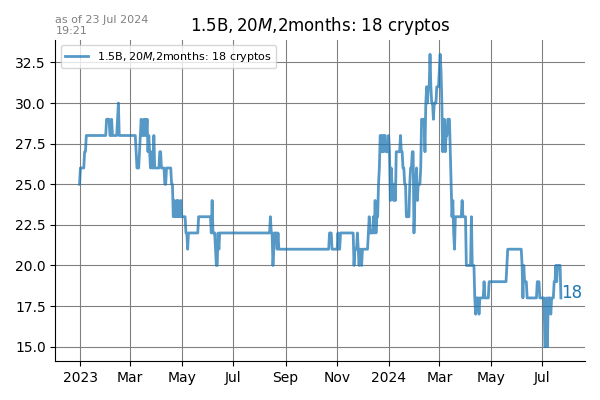 as of 23 Jul 2024
19:21
1.5B, 20M,2months: 18 cryptos
1.5B, 20M,2months: 18 cryptos
32.5
30.0
27.5
25.0
22.5
20.0
17.5
15.0
18
2023 Mar May Jul Sep Nov 2024 Mar May Jul